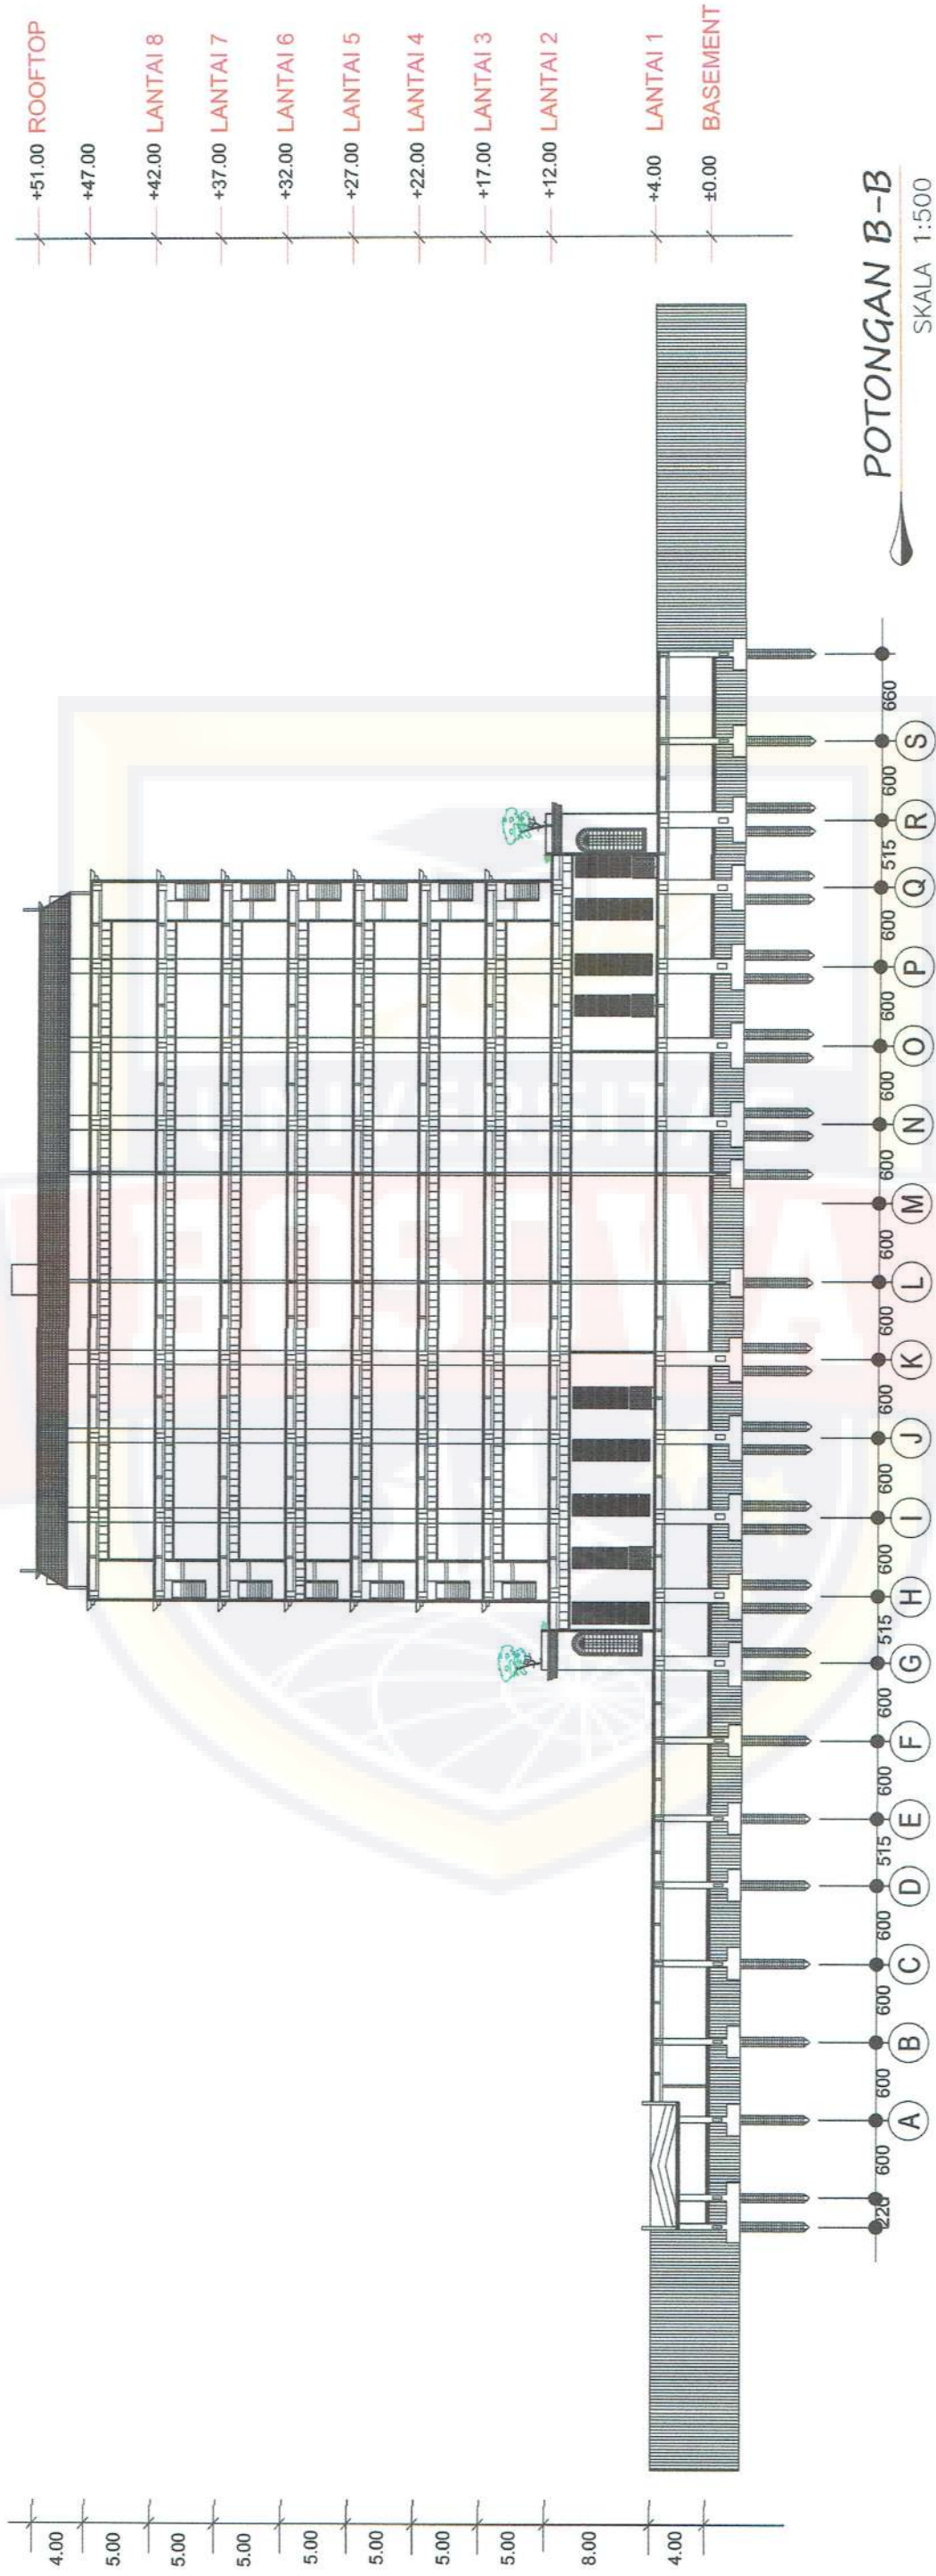 +51.00 ROOFTOP
+47.00
+42.00 LANTAI 8
+37.00 LANTAI 7
+32.00 LANTAI 6
+27.00 LANTAI 5
+22.00 LANTAI 4
+17.00 LANTAI 3
+12.00 LANTAI 2
+4.00 LANTAI 1
±0.00 BASEMENT
4.00
5.00
5.00
5.00
5.00
5.00
5.00
5.00
8.00
4.00
UNIVERSITAS
BOSOWA
220 600 600 600 600 515 600 600 515 600 600 600 600 600 600 600 600 600 515 600 660
A B C D E F G H I J K L M N O P Q R S
POTONGAN B-B
SKALA 1:500